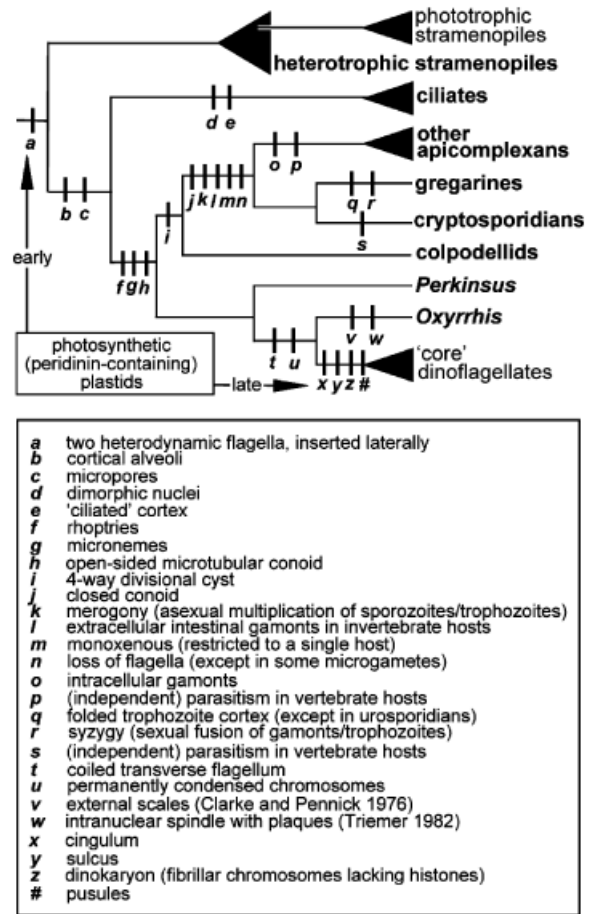 phototrophic
stramenopiles
heterotrophic stramenopiles
ciliates
d e
a
other
apicomplexans
o p
j k l m n
gregarines
q r
b c
cryptosporidians
i
s
early
colpodellids
f g h
Perkinsus
Oxyrrhis
v w
photosynthetic
(peridinin-containing)
plastids
t u
'core'
dinoflagellates
late
x y z #
a two heterodynamic flagella, inserted laterally
b cortical alveoli
c micropores
d dimorphic nuclei
e 'ciliated' cortex
f rhoptries
g micronemes
h open-sided microtubular conoid
i 4-way divisional cyst
j closed conoid
k merogony (asexual multiplication of sporozoites/trophozoites)
l extracellular intestinal gamonts in invertebrate hosts
m monoxenous (restricted to a single host)
n loss of flagella (except in some microgametes)
o intracellular gamonts
p (independent) parasitism in vertebrate hosts
q folded trophozoite cortex (except in urosporidians)
r syzygy (sexual fusion of gamonts/trophozoites)
s (independent) parasitism in vertebrate hosts
t coiled transverse flagellum
u permanently condensed chromosomes
v external scales (Clarke and Pennick 1976)
w intranuclear spindle with plaques (Triemer 1982)
x cingulum
y sulcus
z dinokaryon (fibrillar chromosomes lacking histones)
# pusules